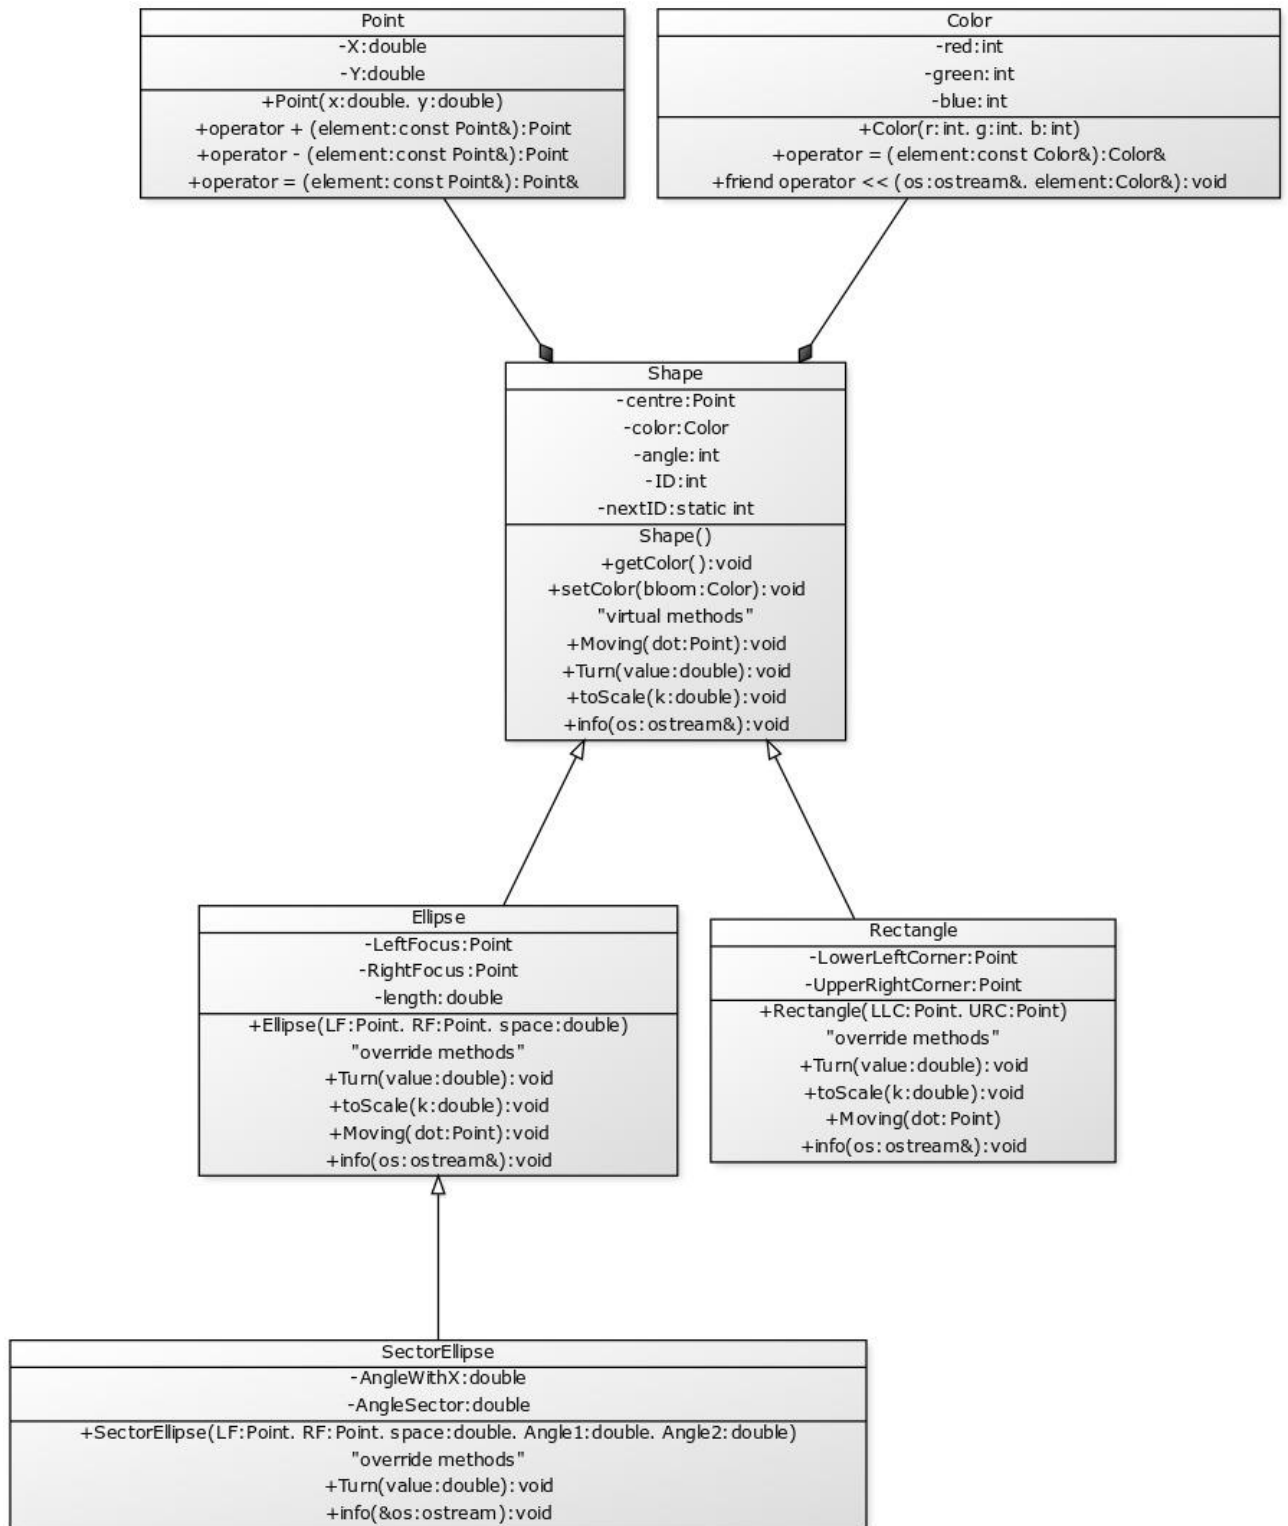 Point
-X:double
-Y:double
+Point(x:double. y:double)
+operator + (element:const Point&):Point
+operator - (element:const Point&):Point
+operator = (element:const Point&):Point&
Color
-red:int
-green:int
-blue:int
+Color(r:int. g:int. b:int)
+operator = (element:const Color&):Color&
+friend operator << (os:ostream&. element:Color&):void
Shape
-centre:Point
-color:Color
-angle:int
-ID:int
-nextID:static int
Shape()
+getColor():void
+setColor(bloom:Color):void
"virtual methods"
+Moving(dot:Point):void
+Turn(value:double):void
+toScale(k:double):void
+info(os:ostream&):void
Ellipse
-LeftFocus:Point
-RightFocus:Point
-length:double
+Ellipse(LF:Point. RF:Point. space:double)
"override methods"
+Turn(value:double):void
+toScale(k:double):void
+Moving(dot:Point):void
+info(os:ostream&):void
Rectangle
-LowerLeftCorner:Point
-UpperRightCorner:Point
+Rectangle(LLC:Point. URC:Point)
"override methods"
+Turn(value:double):void
+toScale(k:double):void
+Moving(dot:Point)
+info(os:ostream&):void
SectorEllipse
-AngleWithX:double
-AngleSector:double
+SectorEllipse(LF:Point. RF:Point. space:double. Angle1:double. Angle2:double)
"override methods"
+Turn(value:double):void
+info(&os:ostream):void